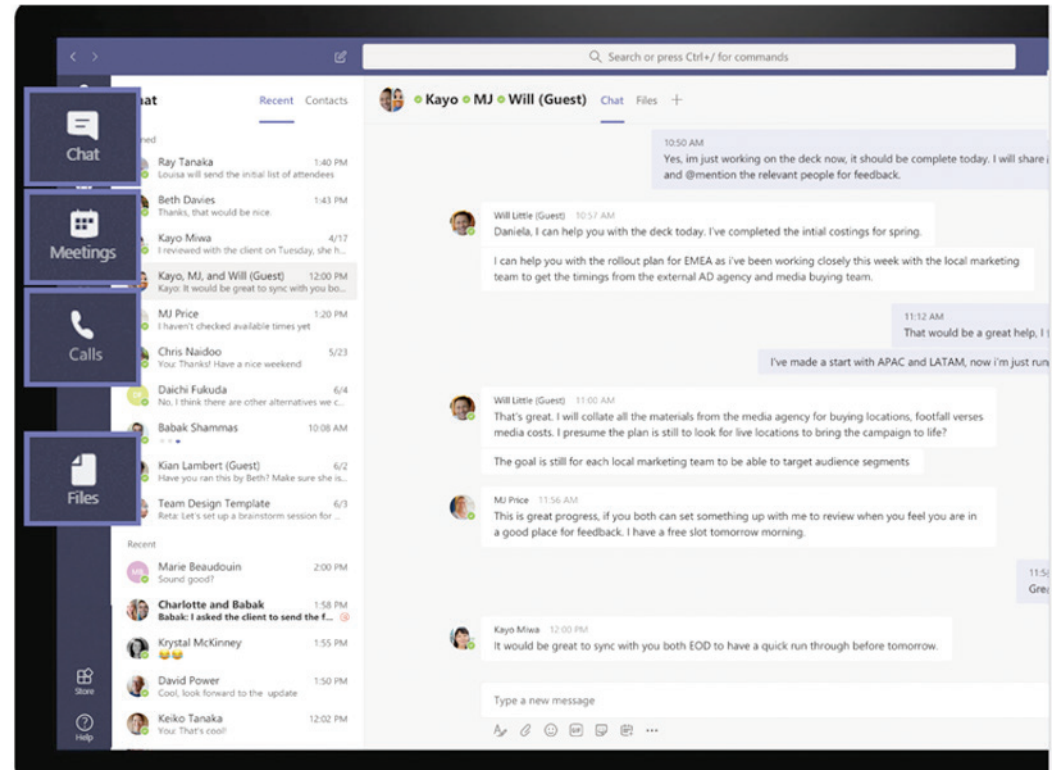 Search or press Ctrl+/ for commands
Chat
Meetings
Calls
Files
Store
Help
Recent Contacts
Ray Tanaka 1:40 PM
Louisa will send the initial list of attendees
Beth Davies 1:43 PM
Thanks, that would be nice.
Kayo Miwa 4/17
I reviewed with the client on Tuesday, she h...
Kayo, MJ, and Will (Guest) 12:00 PM
Kayo: It would be great to sync with you bo...
MJ Price 1:20 PM
I haven't checked available times yet
Chris Naidoo 5/23
You: Thanks! Have a nice weekend
Daichi Fukuda 6/4
No, I think there are other alternatives we c...
Babak Shammas 10:08 AM
Kian Lambert (Guest) 6/2
Have you ran this by Beth? Make sure she is...
Team Design Template 6/3
Reta: Let's set up a brainstorm session for ...
Recent
Marie Beaudouin 2:00 PM
Sound good?
Charlotte and Babak 1:58 PM
Babak: I asked the client to send the f...
Krystal McKinney 1:55 PM
David Power 1:50 PM
Cool, look forward to the update
Keiko Tanaka 12:02 PM
You: That's cool!
Kayo MJ Will (Guest) Chat Files
10:50 AM
Yes, im just working on the deck now, it should be complete today. I will share
and @mention the relevant people for feedback.
Will Little (Guest) 10:57 AM
Daniela, I can help you with the deck today. I've completed the intial costings for spring.
I can help you with the rollout plan for EMEA as i've been working closely this week with the local marketing
team to get the timings from the external AD agency and media buying team.
11:12 AM
That would be a great help, I
I've made a start with APAC and LATAM, now i'm just
Will Little (Guest) 11:00 AM
That's great. I will collate all the materials from the media agency for buying locations, footfall verses
media costs. I presume the plan is still to look for live locations to bring the campaign to life?
The goal is still for each local marketing team to be able to target audience segments
MJ Price 11:56 AM
This is great progress, if you both can set something up with me to review when you feel you are in
a good place for feedback. I have a free slot tomorrow morning.
Kayo Miwa 12:00 PM
It would be great to sync with you both EOD to have a quick run through before tomorrow.
Type a new message
GIF